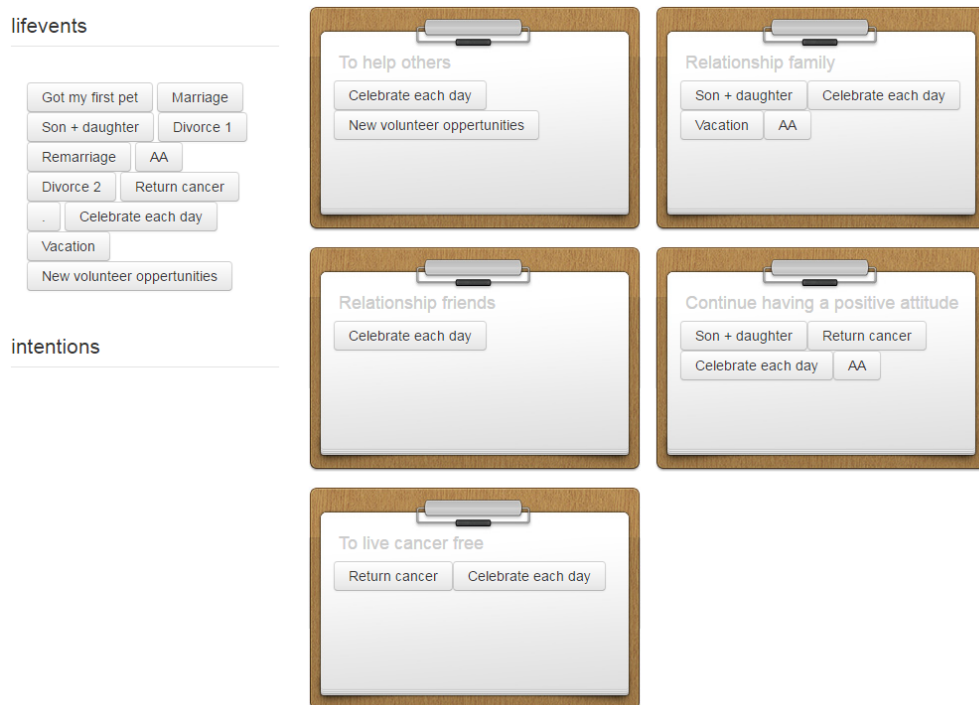 lifevents
Got my first pet Marriage
Son + daughter Divorce 1
Remarriage AA
Divorce 2 Return cancer
. Celebrate each day
Vacation
New volunteer oppertunities
intentions
To help others
Celebrate each day
New volunteer oppertunities
Relationship family
Son + daughter Celebrate each day
Vacation AA
Relationship friends
Celebrate each day
Continue having a positive attitude
Son + daughter Return cancer
Celebrate each day AA
To live cancer free
Return cancer Celebrate each day